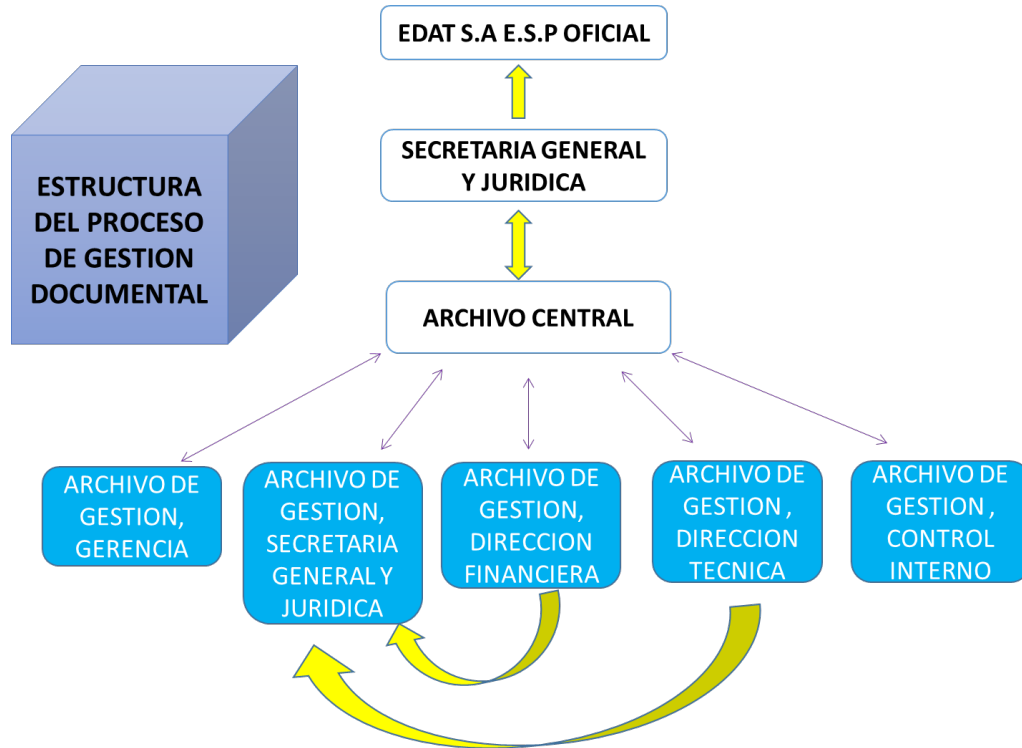 EDAT S.A E.S.P OFICIAL
ESTRUCTURA
DEL PROCESO
DE GESTION
DOCUMENTAL
SECRETARIA GENERAL
Y JURIDICA
ARCHIVO CENTRAL
ARCHIVO DE
GESTION,
GERENCIA
ARCHIVO DE
GESTION,
SECRETARIA
GENERAL Y
JURIDICA
ARCHIVO DE
GESTION,
DIRECCION
FINANCIERA
ARCHIVO DE
GESTION ,
DIRECCION
TECNICA
ARCHIVO DE
GESTION ,
CONTROL
INTERNO